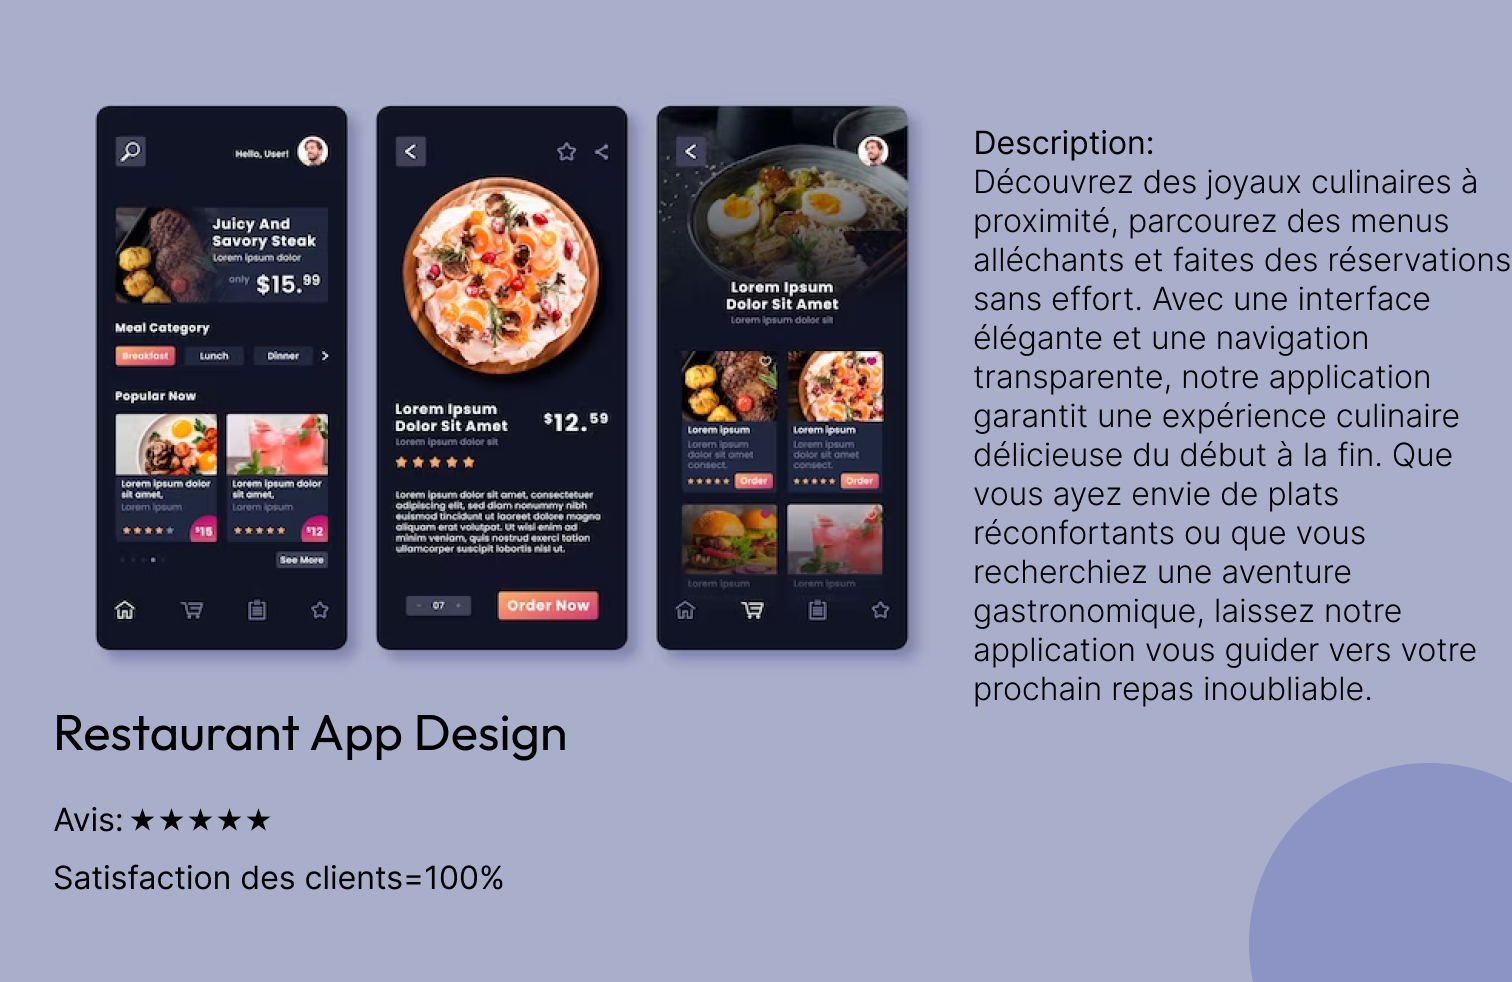 Hello, User!
Juicy And
Savory Steak
Lorem ipsum dolor
only $15.99
Meal Category
Breakfast Lunch Dinner
Popular Now
Lorem ipsum dolor
sit amet,
Lorem ipsum
$15
Lorem ipsum dolor
sit amet,
Lorem ipsum
$12
See More
Lorem Ipsum
Dolor Sit Amet
$12.59
Lorem ipsum dolor sit
★★★★★
Lorem ipsum dolor sit amet, consectetuer
adipiscing elit, sed diam nonummy nibh
euismod tincidunt ut laoreet dolore magna
aliquam erat volutpat. Ut wisi enim ad
minim veniam, quis nostrud exerci tation
ullamcorper suscipit lobortis nisl ut.
- 07 +
Order Now
Lorem Ipsum
Dolor Sit Amet
Lorem ipsum dolor sit
Lorem ipsum
Lorem ipsum
dolor sit amet
consect.
Order
Lorem ipsum
Lorem ipsum
dolor sit amet
consect.
Order
Lorem ipsum
Lorem ipsum
Description:
Découvrez des joyaux culinaires à
proximité, parcourez des menus
alléchants et faites des réservations
sans effort. Avec une interface
élégante et une navigation
transparente, notre application
garantit une expérience culinaire
délicieuse du début à la fin. Que
vous ayez envie de plats
réconfortants ou que vous
recherchiez une aventure
gastronomique, laissez notre
application vous guider vers votre
prochain repas inoubliable.
Restaurant App Design
Avis: ★★★★★
Satisfaction des clients=100%